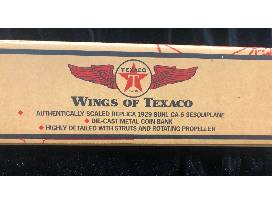 TEXACO
T
WINGS OF TEXACO
AUTHENTICALLY SCALED REPLICA 1929 BUHL CA-6 SESQUIPLANE
DIE-CAST METAL COIN BANK
HIGHLY DETAILED WITH STRUTS AND ROTATING PROPELLER